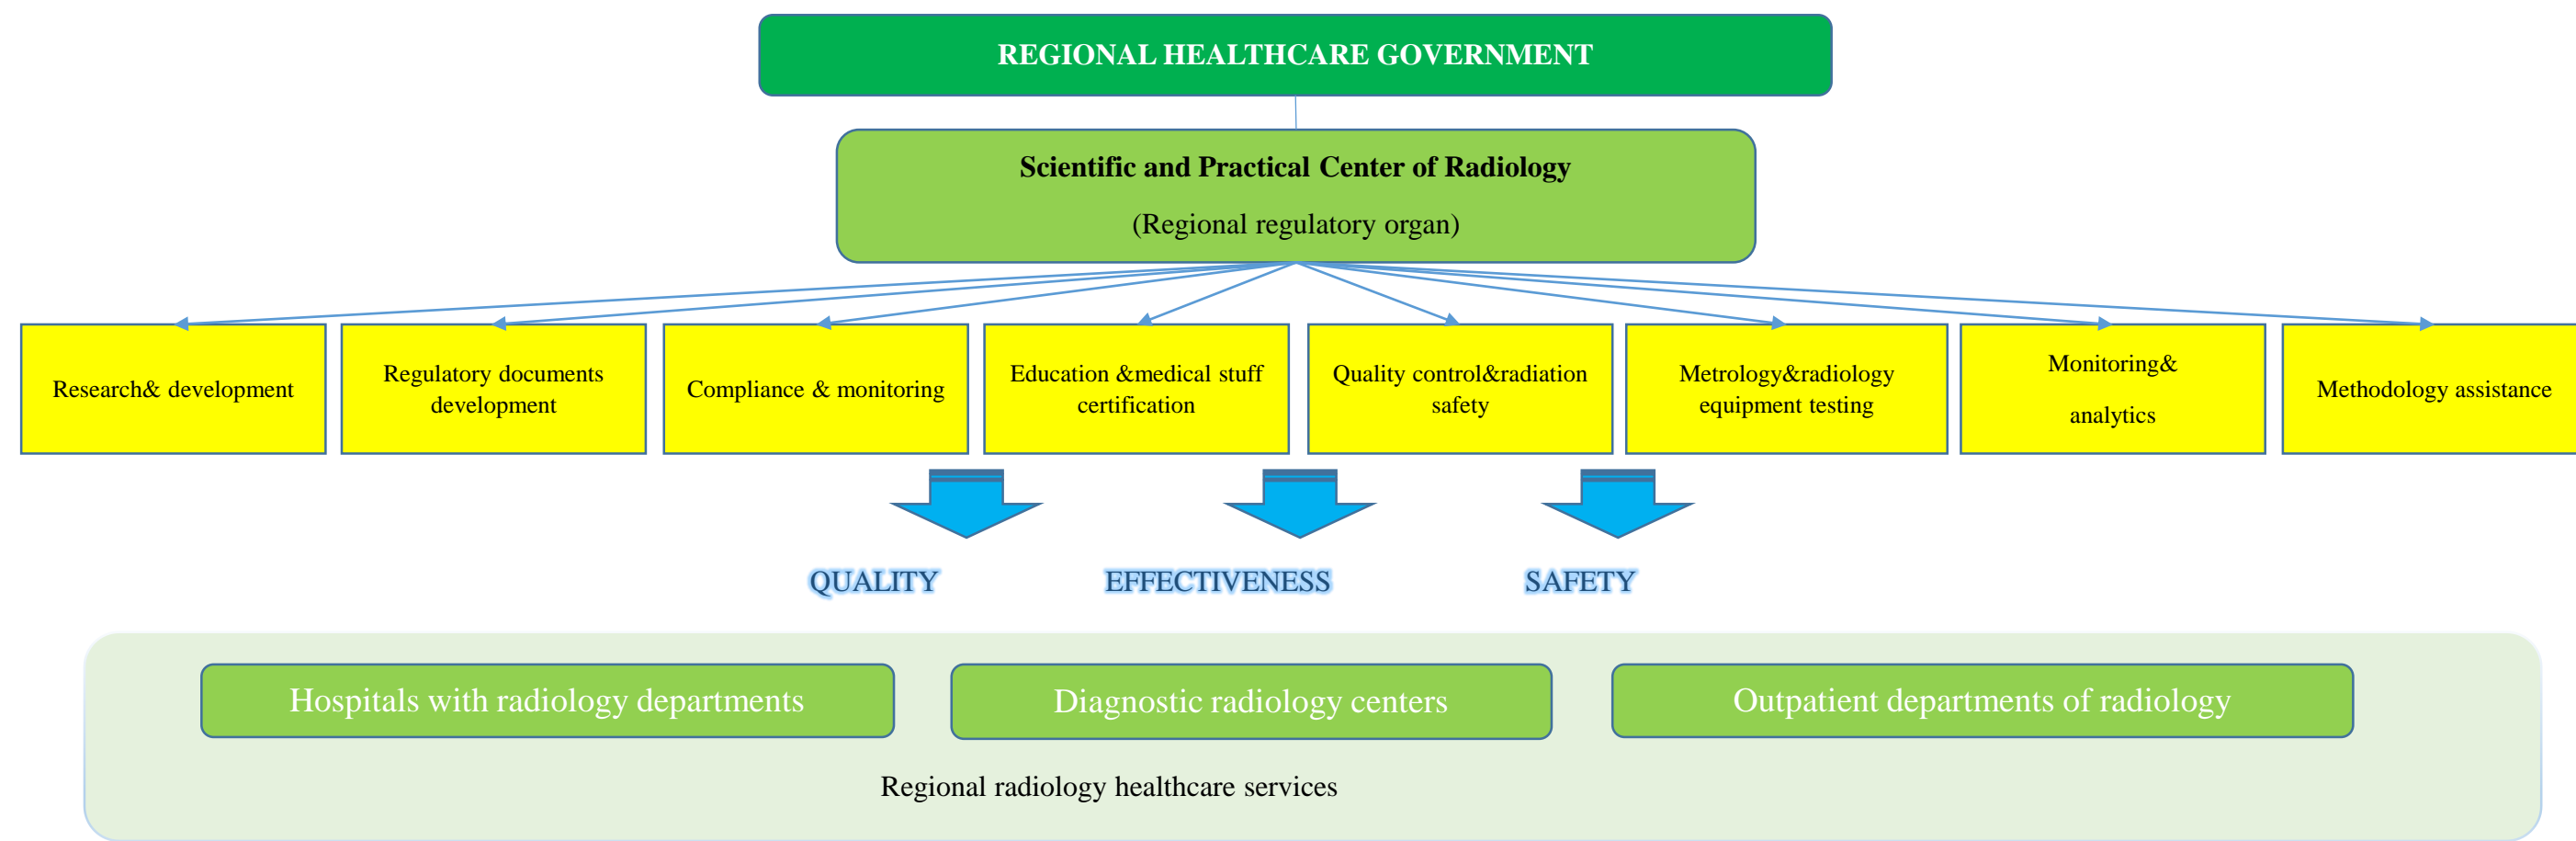 REGIONAL HEALTHCARE GOVERNMENT
Scientific and Practical Center of Radiology
(Regional regulatory organ)
Research& development
Regulatory documents
development
Compliance & monitoring
Education &medical stuff
certification
Quality control&radiation
safety
Metrology&radiology
equipment testing
Monitoring&
analytics
Methodology assistance
QUALITY
EFFECTIVENESS
SAFETY
Hospitals with radiology departments
Diagnostic radiology centers
Outpatient departments of radiology
Regional radiology healthcare services